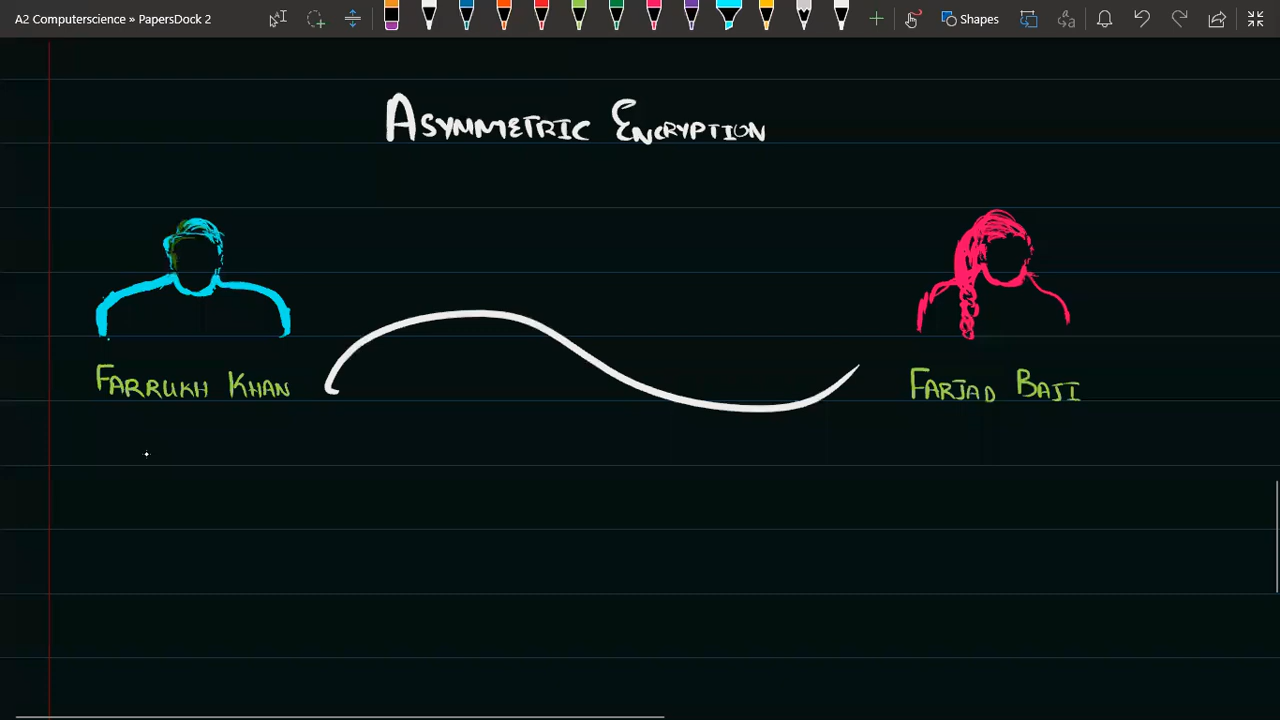 A2 Computerscience » PapersDock 2
Shapes
ASYMMETRIC ENCRYPTION
FARRUKH KHAN
FARJAD BAJI